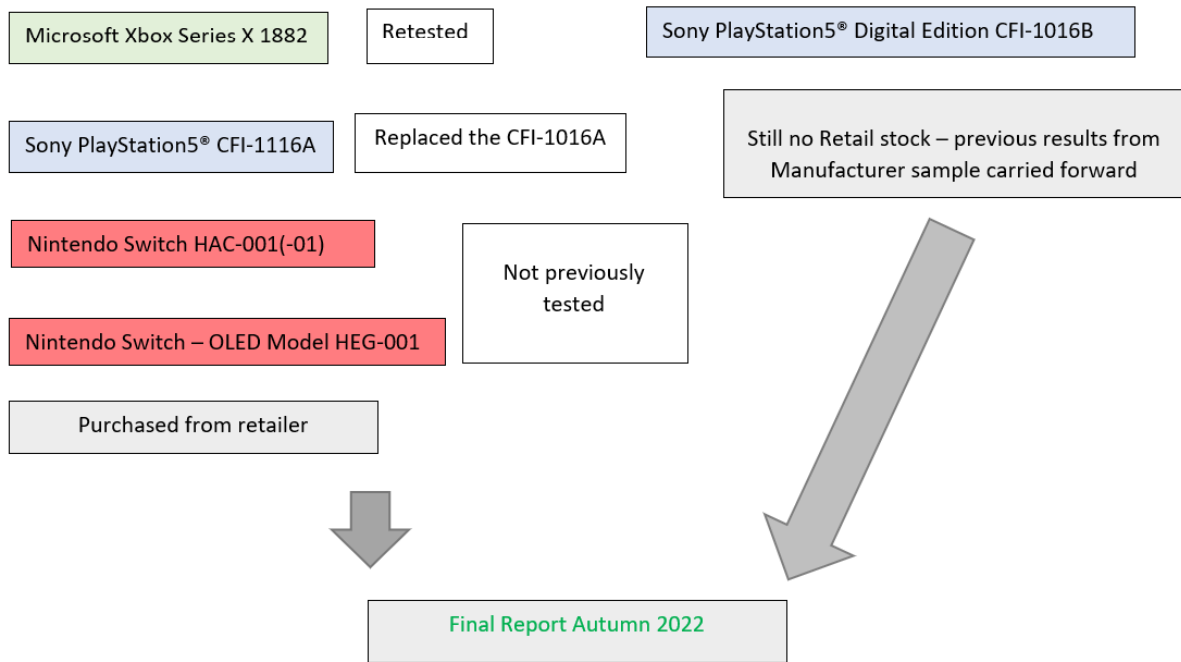 Microsoft Xbox Series X 1882
Retested
Sony PlayStation5® Digital Edition CFI-1016B
Sony PlayStation5® CFI-1116A
Replaced the CFI-1016A
Still no Retail stock – previous results from
Manufacturer sample carried forward
Nintendo Switch HAC-001(-01)
Not previously
tested
Nintendo Switch – OLED Model HEG-001
Purchased from retailer
Final Report Autumn 2022